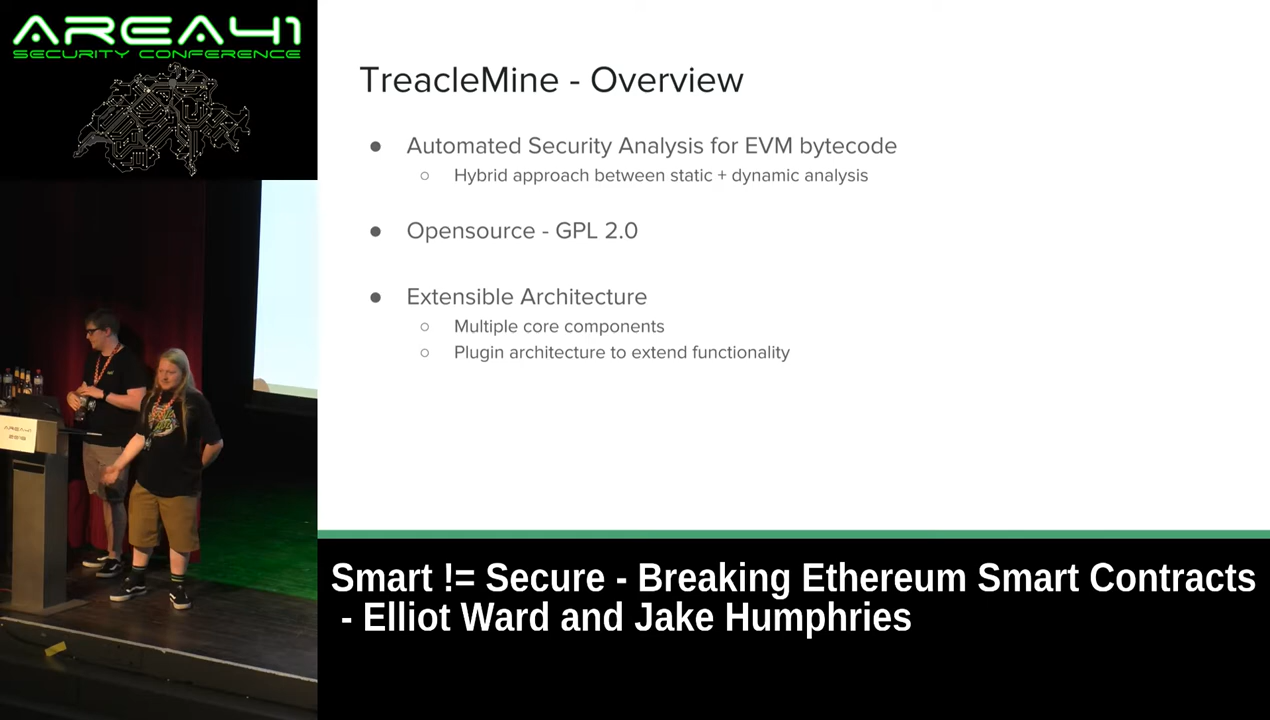 AREA41
SECURITY CONFERENCE
TreacleMine - Overview
● Automated Security Analysis for EVM bytecode
○ Hybrid approach between static + dynamic analysis
● Opensource - GPL 2.0
● Extensible Architecture
○ Multiple core components
○ Plugin architecture to extend functionality
AREA41
Smart != Secure - Breaking Ethereum Smart Contracts
- Elliot Ward and Jake Humphries